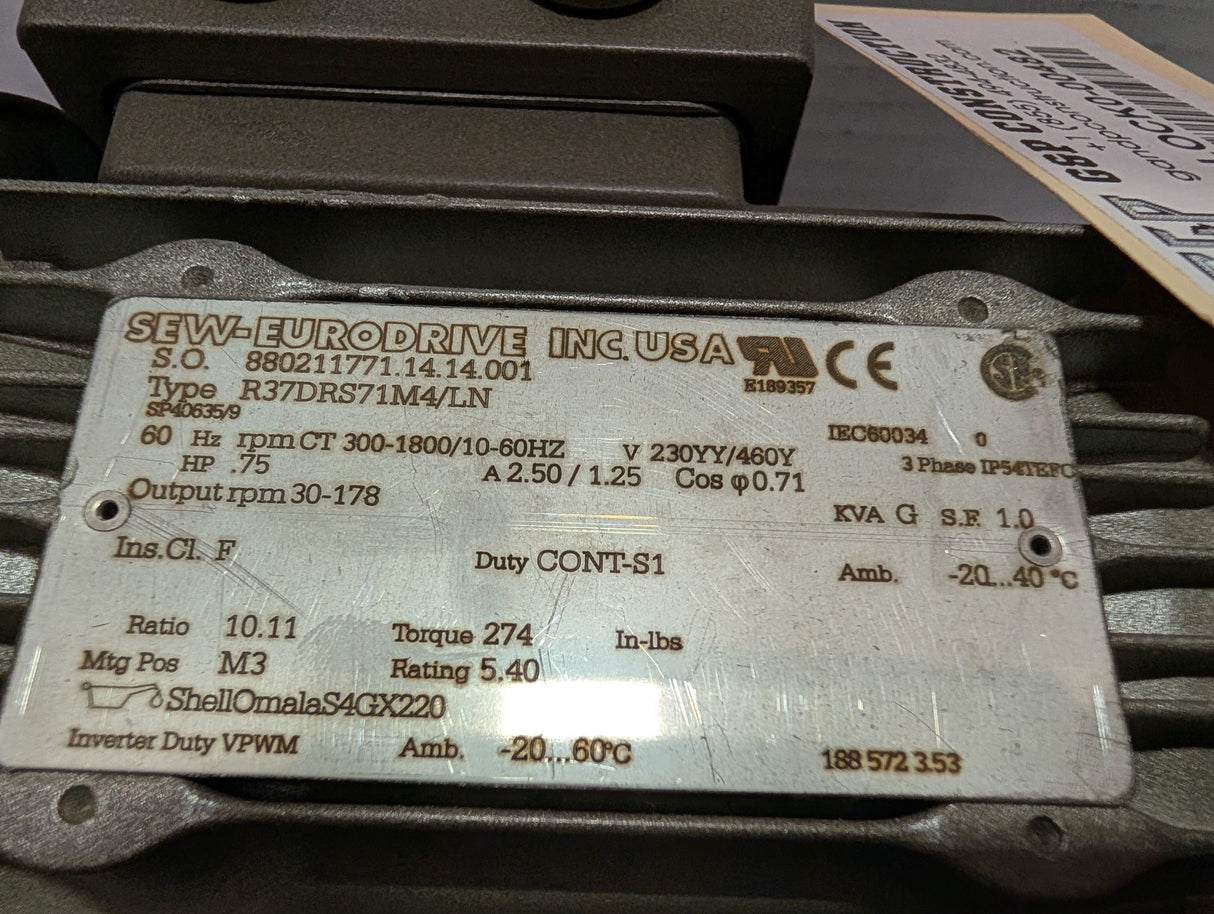 SEW-EURODRIVE INC. USA
E189357
CE
S.O. 880211771.14.14.001
Type R37DRS71M4/LN
SP40635/9
IEC60034 0
60 Hz rpm CT 300-1800/10-60HZ V 230YY/460Y
HP .75 A 2.50 / 1.25 Cos φ 0.71 3 Phase IP54TEFC
Output rpm 30-178
KVA G S.F. 1.0
Ins.Cl. F Duty CONT-S1 Amb. -20...40 °C
Ratio 10.11 Torque 274 In-lbs
Mtg Pos M3 Rating 5.40
ShellOmalaS4GX220
Inverter Duty VPWM Amb. -20...60°C 188 572 3.53
G&P CONSTRUCTION